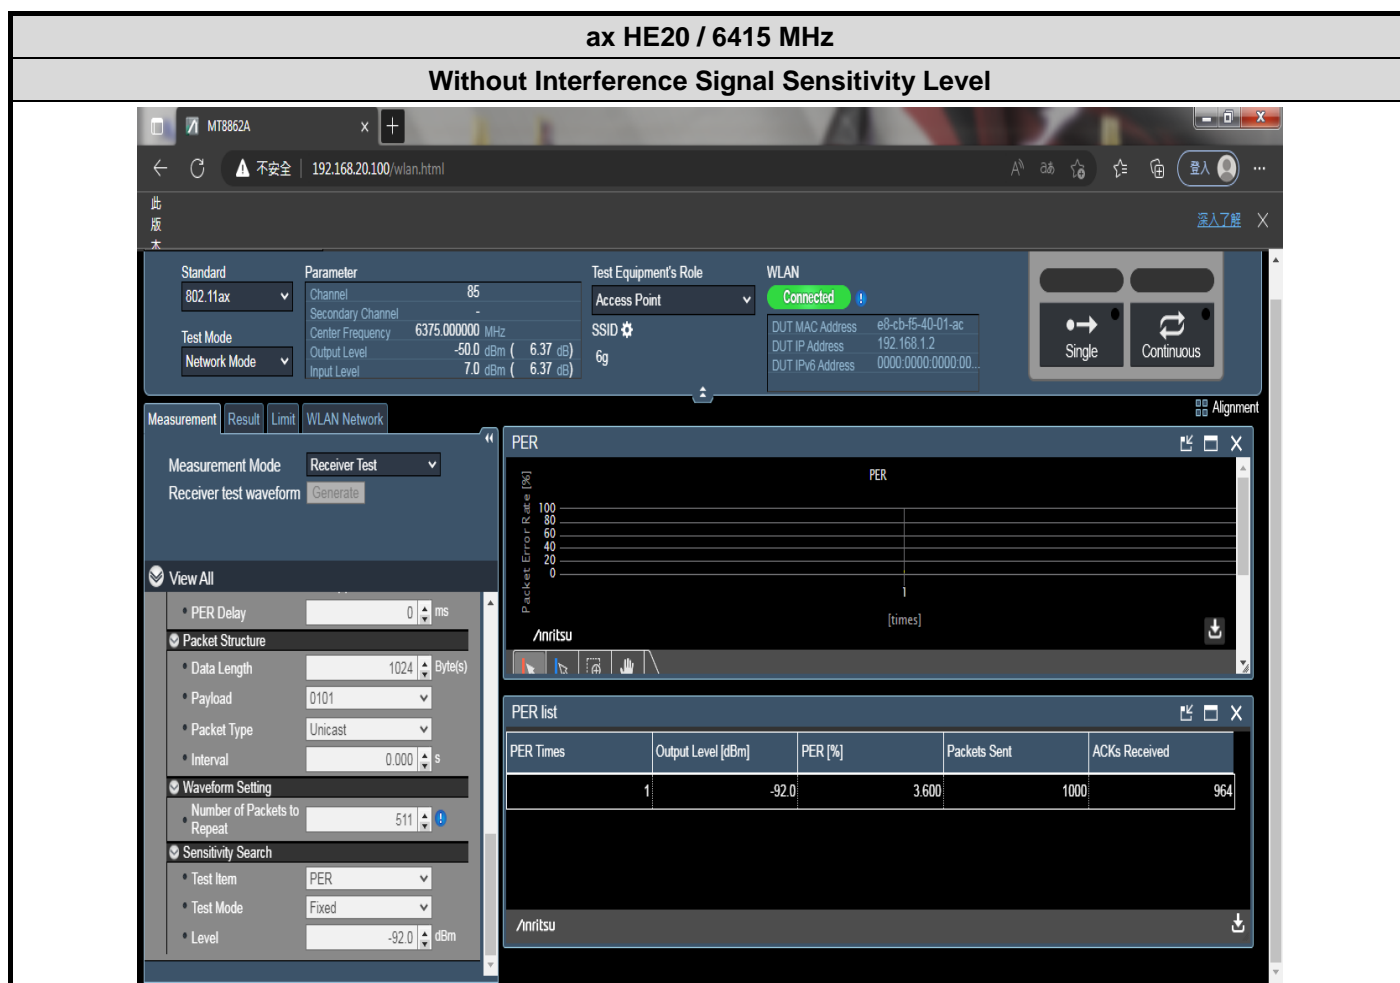 ax HE20 / 6415 MHz
Without Interference Signal Sensitivity Level
MT8862A
不安全 192.168.20.100/wlan.html
登入
此
版
本
深入了解
Standard
802.11ax
Test Mode
Network Mode
Parameter
Channel 85
Secondary Channel -
Center Frequency 6375.000000 MHz
Output Level -50.0 dBm ( 6.37 dB)
Input Level 7.0 dBm ( 6.37 dB)
Test Equipment's Role
Access Point
SSID
6g
WLAN
Connected
DUT MAC Address e8-cb-f5-40-01-ac
DUT IP Address 192.168.1.2
DUT IPv6 Address 0000:0000:0000:00...
Single
Continuous
Alignment
Measurement Result Limit WLAN Network
Measurement Mode Receiver Test
Receiver test waveform Generate
View All
PER Delay 0 ms
Packet Structure
Data Length 1024 Byte(s)
Payload 0101
Packet Type Unicast
Interval 0.000 s
Waveform Setting
Number of Packets to Repeat 511
Sensitivity Search
Test Item PER
Test Mode Fixed
Level -92.0 dBm
PER
PER
Packet Error Rate [%]
100
80
60
40
20
0
1
[times]
Anritsu
PER list
PER Times Output Level [dBm] PER [%] Packets Sent ACKs Received
1 -92.0 3.600 1000 964
Anritsu